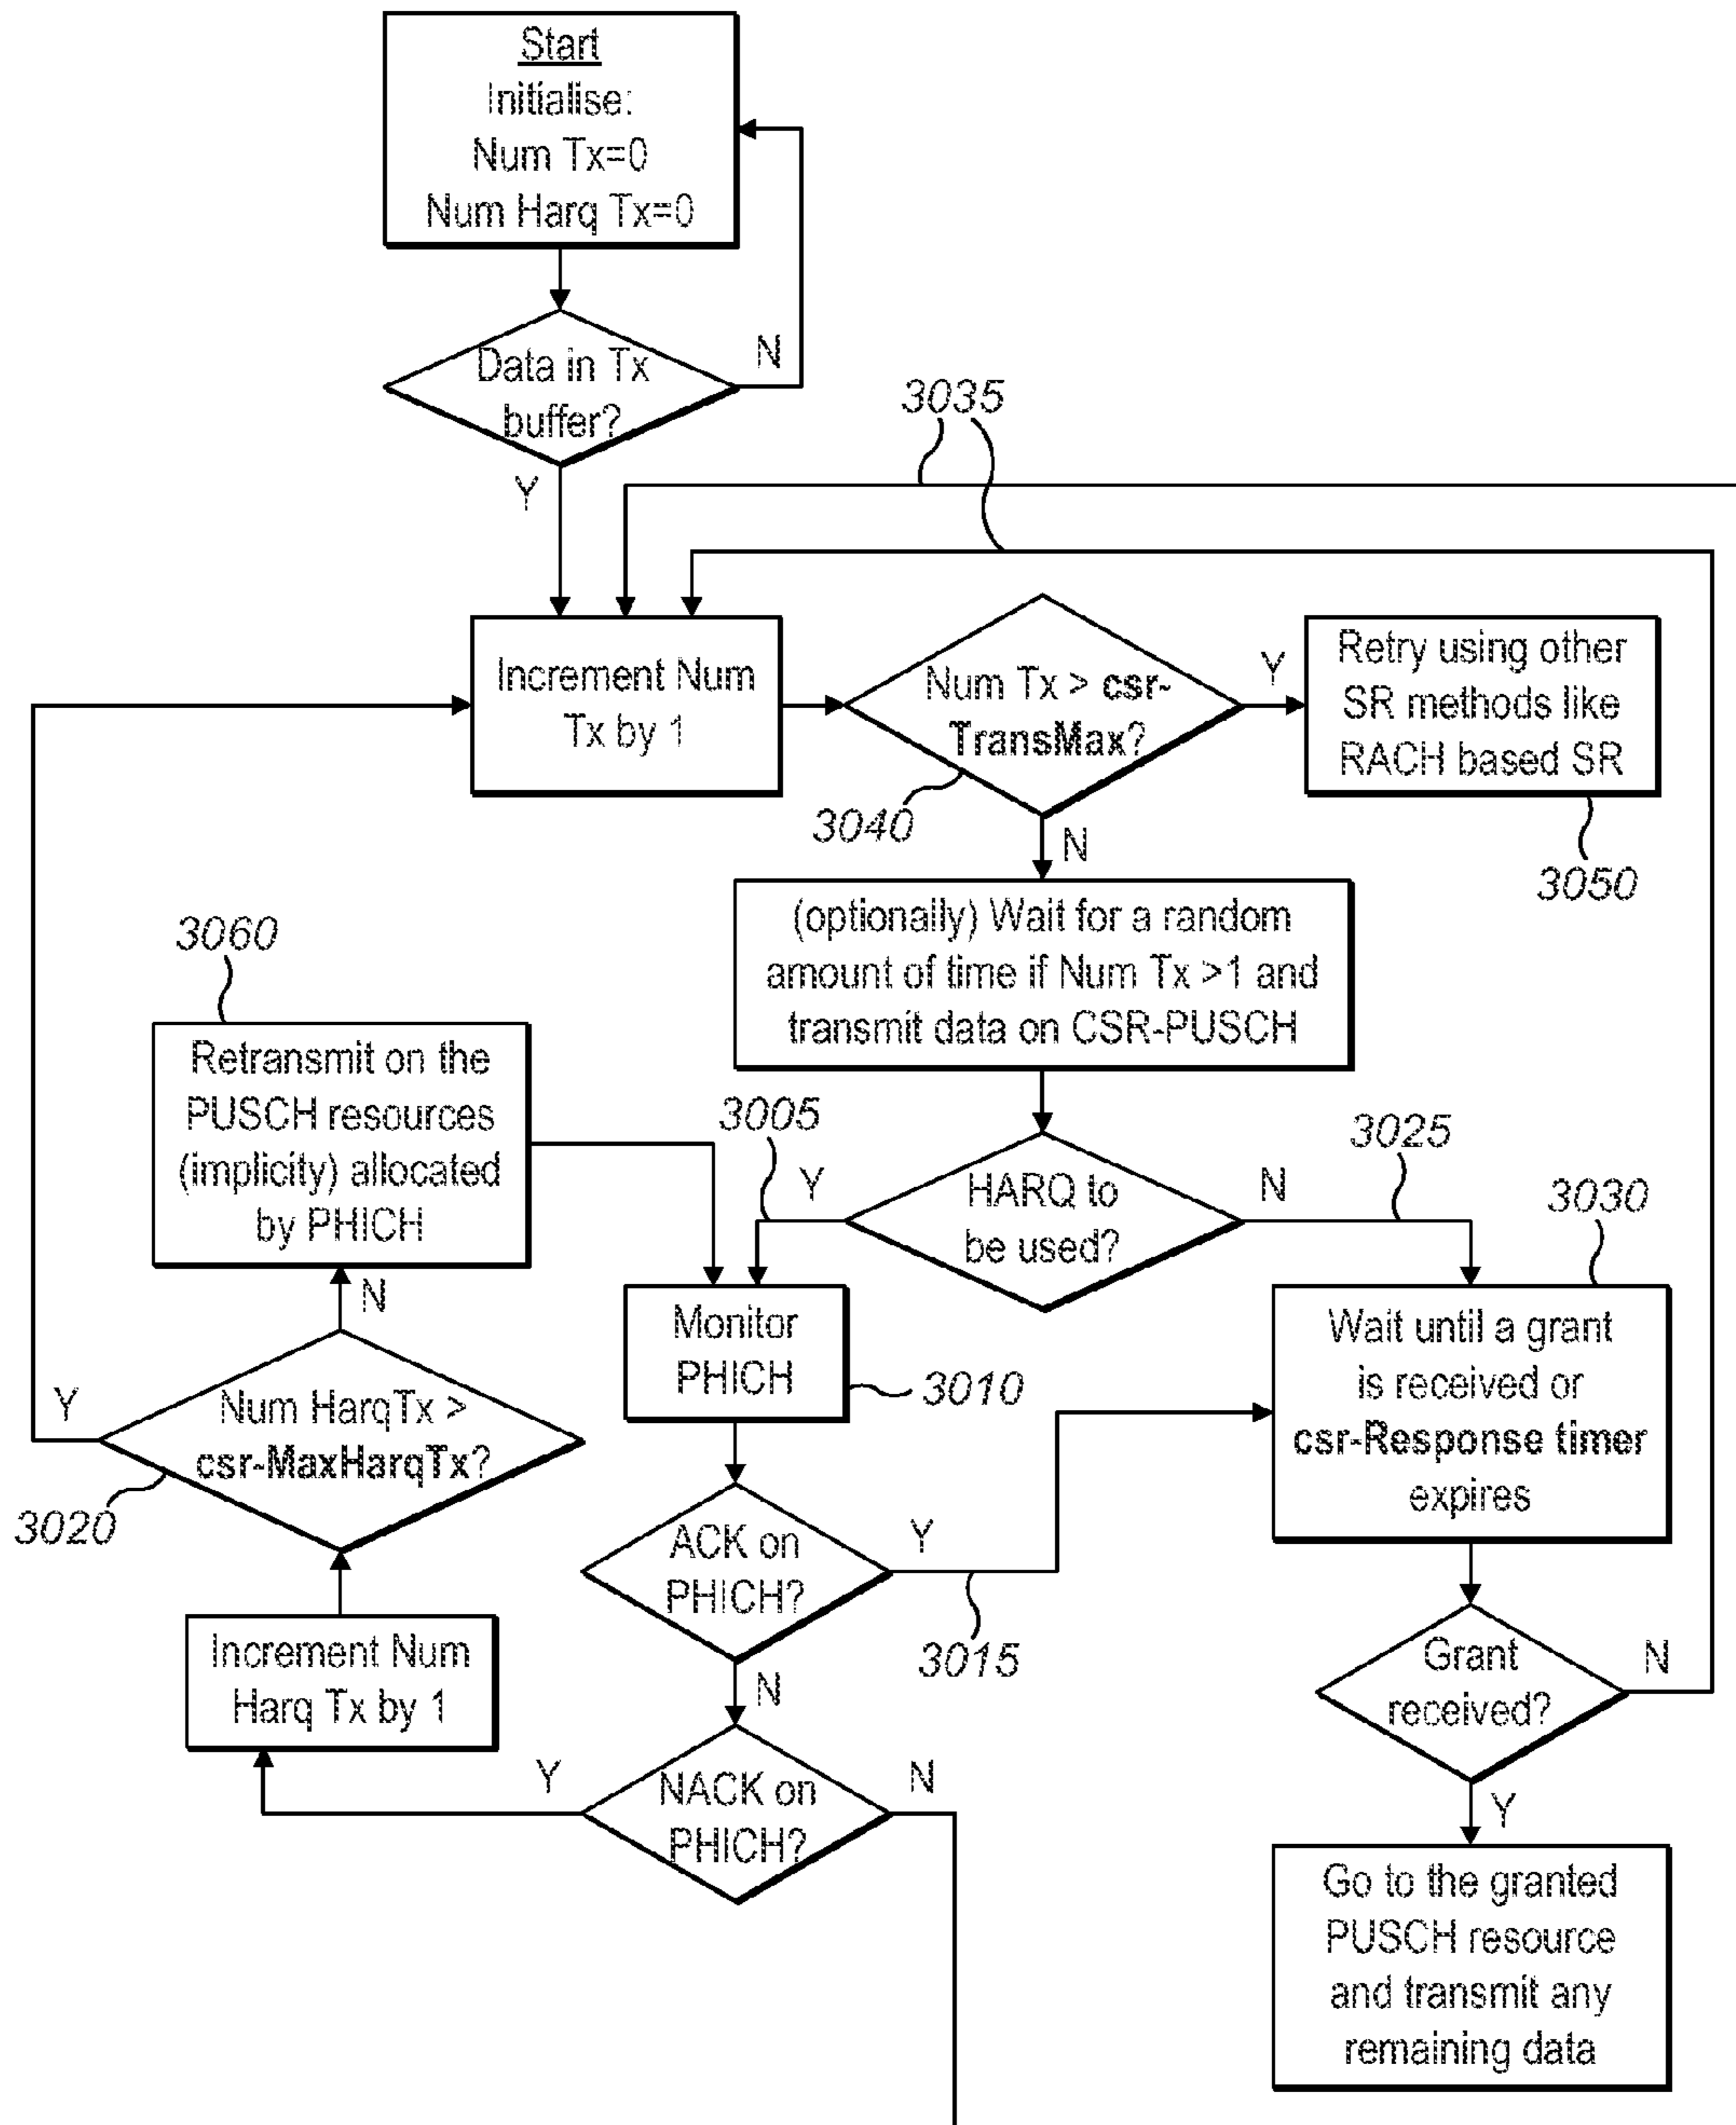 Start
Initialise:
Num Tx=0
Num Harq Tx=0
Data in Tx
buffer?
N
Y
3035
Increment Num
Tx by 1
Num Tx > csr-
TransMax?
Y
Retry using other
SR methods like
RACH based SR
3040
N
3050
(optionally) Wait for a random
amount of time if Num Tx >1 and
transmit data on CSR-PUSCH
3060
Retransmit on the
PUSCH resources
(implicity) allocated
by PHICH
3005
3025
Y
HARQ to
be used?
N
3030
N
Monitor
PHICH
3010
Wait until a grant
is received or
csr-Response timer
expires
Y
Num HarqTx >
csr-MaxHarqTx?
3020
ACK on
PHICH?
Y
3015
Increment Num
Harq Tx by 1
N
Grant
received?
N
Y
NACK on
PHICH?
N
Y
Go to the granted
PUSCH resource
and transmit any
remaining data